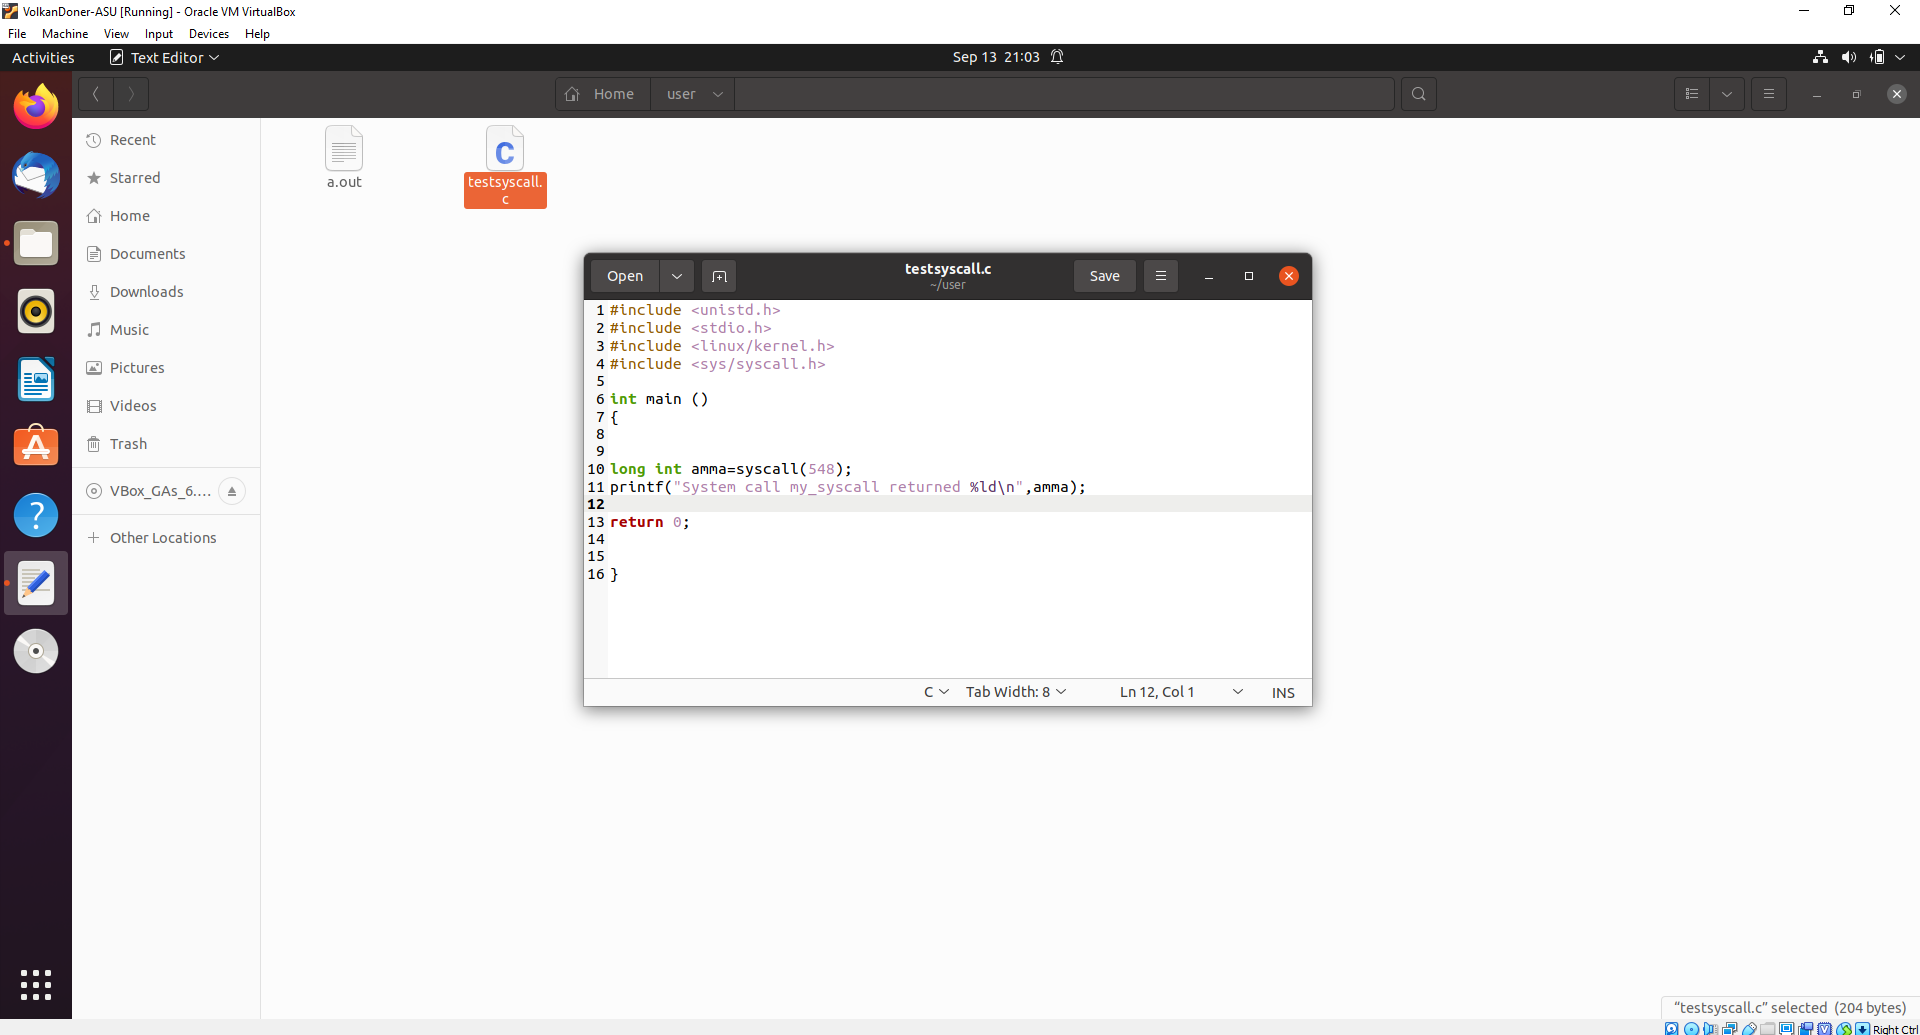 VolkanDoner-ASU [Running] - Oracle VM VirtualBox
File Machine View Input Devices Help
Activities Text Editor Sep 13 21:03
Home user
Recent
Starred
Home
Documents
Downloads
Music
Pictures
Videos
Trash
VBox_GAs_6....
Other Locations
a.out
testsyscall.
c
Open testsyscall.c Save
~/user
1 #include <unistd.h>
2 #include <stdio.h>
3 #include <linux/kernel.h>
4 #include <sys/syscall.h>
5
6 int main ()
7 {
8
9
10 long int amma=syscall(548);
11 printf("System call my_syscall returned %ld\n",amma);
12
13 return 0;
14
15
16 }
C Tab Width: 8 Ln 12, Col 1 INS
“testsyscall.c” selected (204 bytes)
Right Ctrl